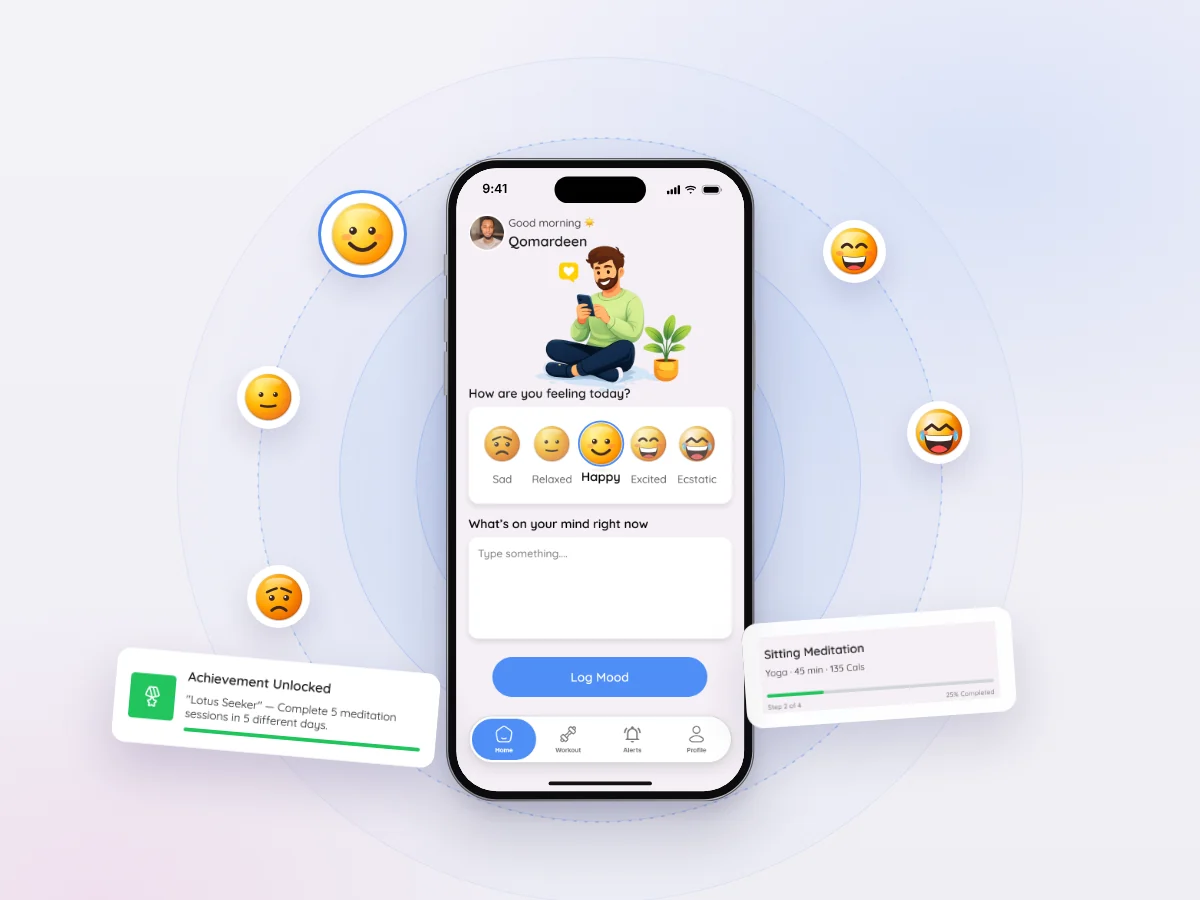 9:41
Good morning
Qomardeen
How are you feeling today?
Sad Relaxed Happy Excited Ecstatic
What's on your mind right now
Type something....
Log Mood
Home Workout Alerts Profile
Achievement Unlocked
"Lotus Seeker" — Complete 5 meditation
sessions in 5 different days.
Sitting Meditation
Yoga · 45 min · 135 Cals
Step 2 of 4
25% Completed